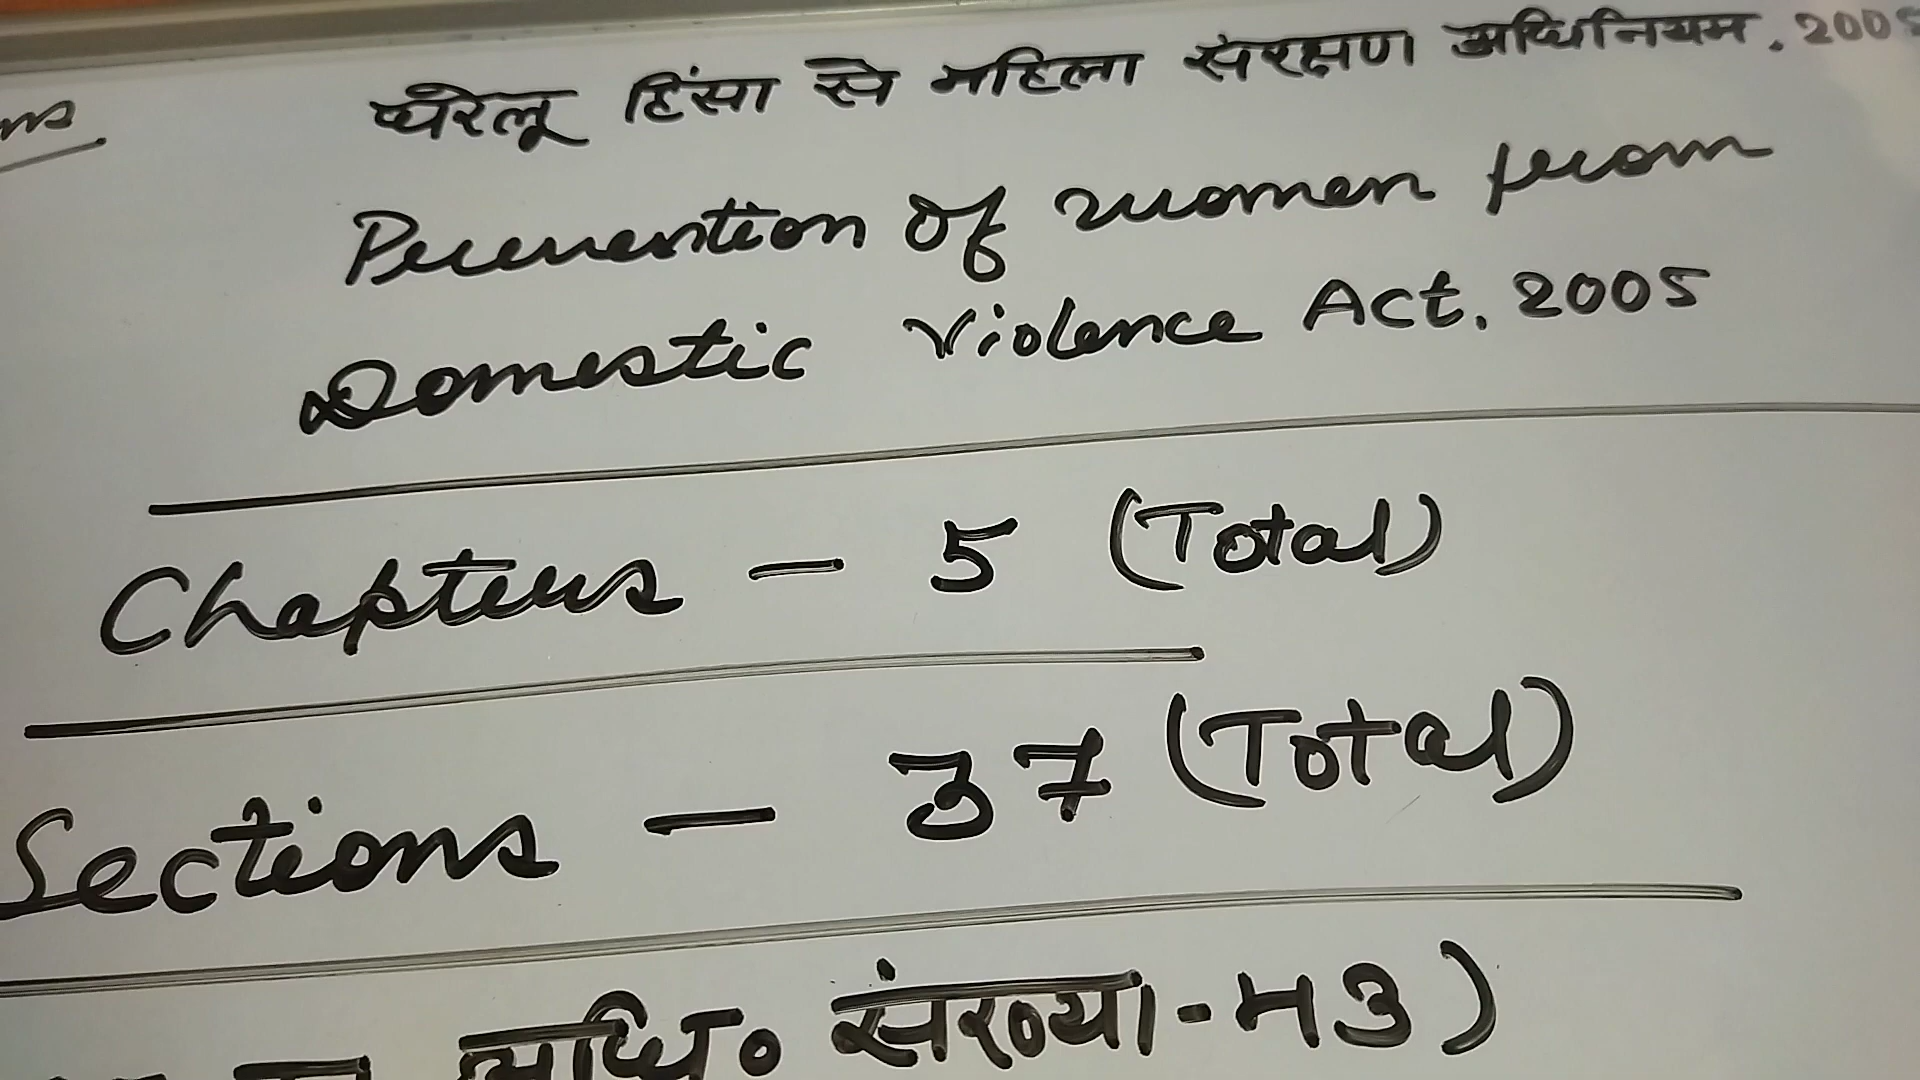 घरेलू हिंसा से महिला संरक्षण अधिनियम, 2005
Prevention of women from
Domestic Violence Act, 2005
Chapters - 5 (Total)
Sections - 37 (Total)
अधि० संख्या - 43)